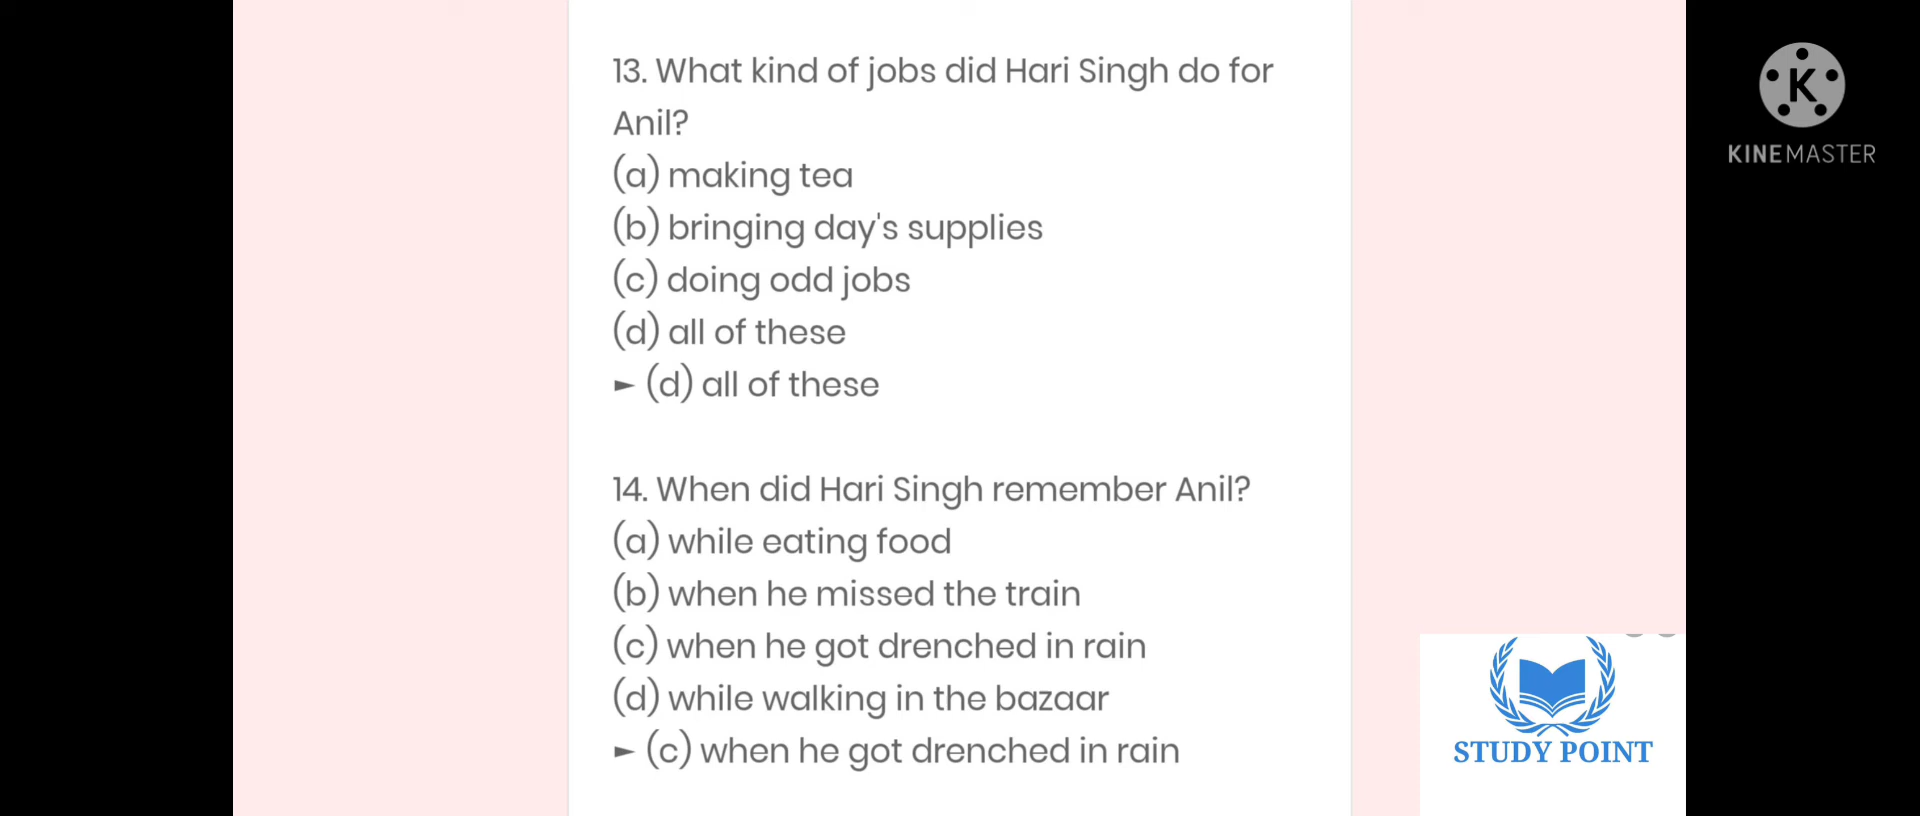 13. What kind of jobs did Hari Singh do for
Anil?
(a) making tea
(b) bringing day's supplies
(c) doing odd jobs
(d) all of these
► (d) all of these
14. When did Hari Singh remember Anil?
(a) while eating food
(b) when he missed the train
(c) when he got drenched in rain
(d) while walking in the bazaar
► (c) when he got drenched in rain
K
KINEMASTER
STUDY POINT